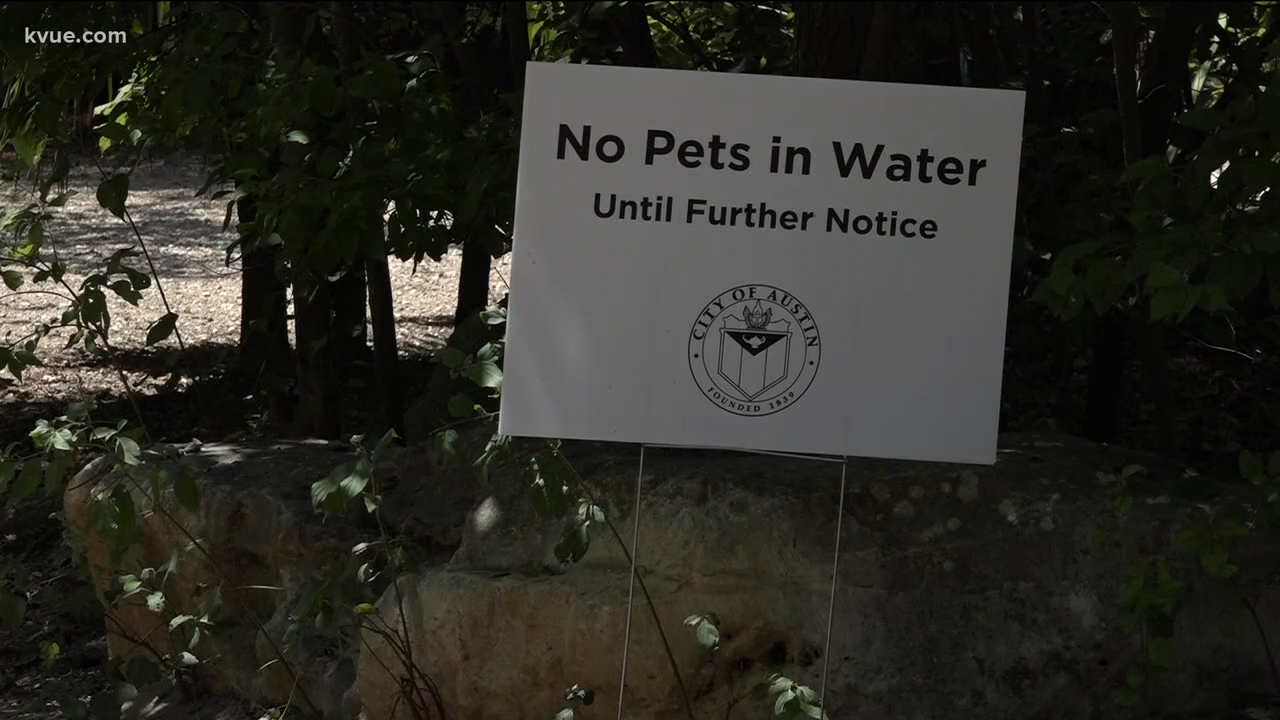 kvue.com
No Pets in Water
Until Further Notice
CITY OF AUSTIN
FOUNDED 1839